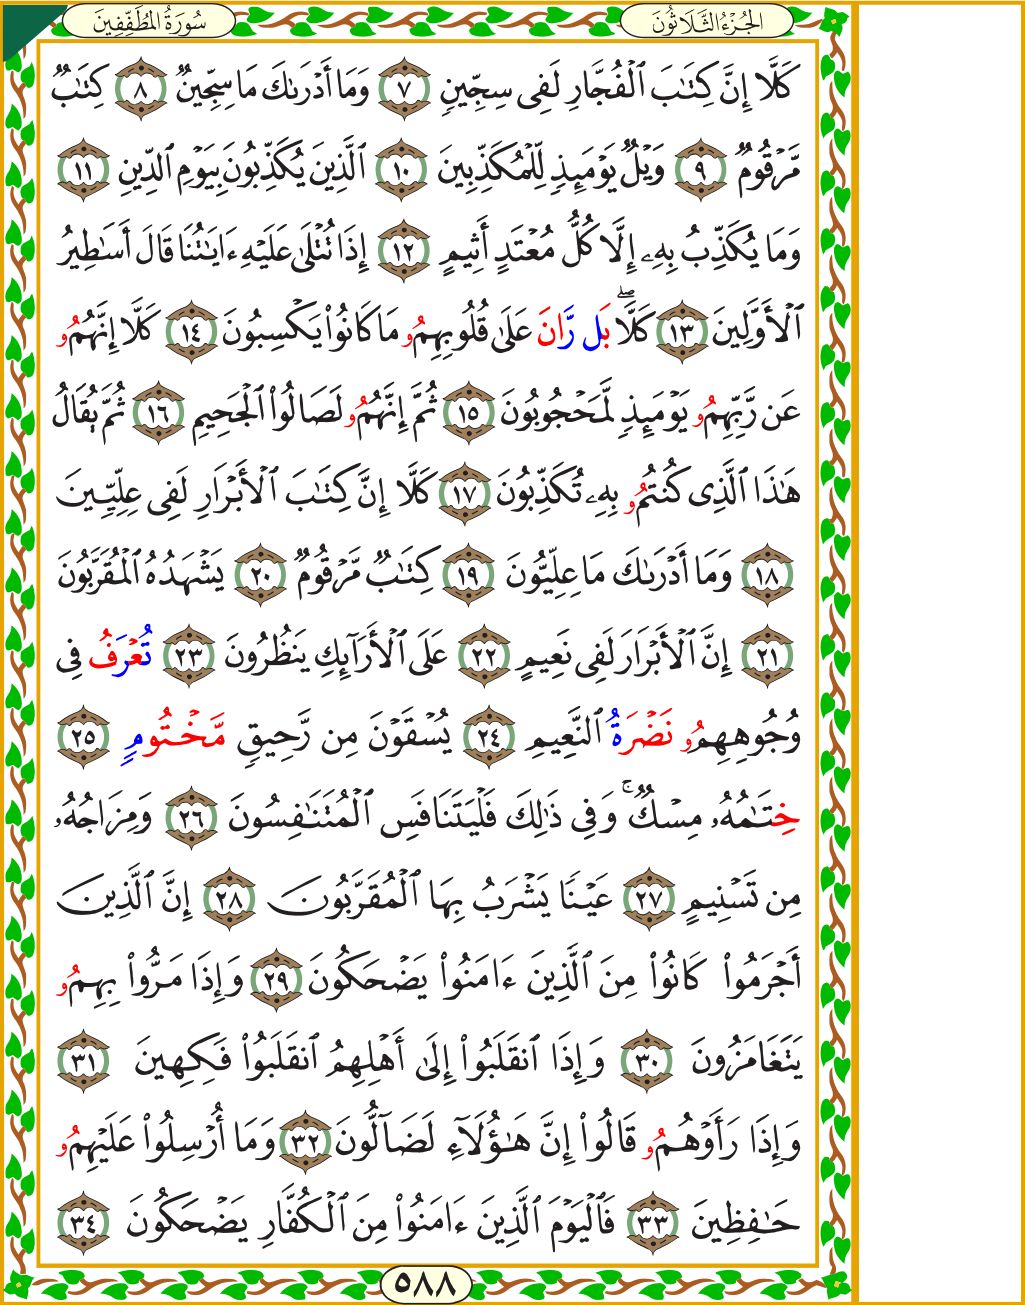 الجُزْءُ الثَّلَاثُونَ
سُورَةُ المُطَفِّفِينَ
كَلَّا إِنَّ كِتَٰبَ ٱلْفُجَّارِ لَفِى سِجِّينٍ ٧ وَمَا أَدْرَىٰكَ مَا سِجِّينٌ ٨ كِتَٰبٌ
مَّرْقُومٌ ٩ وَيْلٌ يَوْمَئِذٍ لِّلْمُكَذِّبِينَ ١٠ ٱلَّذِينَ يُكَذِّبُونَ بِيَوْمِ ٱلدِّينِ ١١
وَمَا يُكَذِّبُ بِهِۦ إِلَّا كُلُّ مُعْتَدٍ أَثِيمٍ ١٢ إِذَا تُتْلَىٰ عَلَيْهِ ءَايَٰتُنَا قَالَ أَسَٰطِيرُ
ٱلْأَوَّلِينَ ١٣ كَلَّا ۖ بَل رَّانَ عَلَىٰ قُلُوبِهِمُو مَا كَانُوا۟ يَكْسِبُونَ ١٤ كَلَّا إِنَّهُمُو
عَن رَّبِّهِمُو يَوْمَئِذٍ لَّمَحْجُوبُونَ ١٥ ثُمَّ إِنَّهُمُو لَصَالُوا۟ ٱلْجَحِيمِ ١٦ ثُمَّ يُقَالُ
هَٰذَا ٱلَّذِى كُنتُمُو بِهِۦ تُكَذِّبُونَ ١٧ كَلَّا إِنَّ كِتَٰبَ ٱلْأَبْرَارِ لَفِى عِلِّيِّينَ
١٨ وَمَا أَدْرَىٰكَ مَا عِلِّيُّونَ ١٩ كِتَٰبٌ مَّرْقُومٌ ٢٠ يَشْهَدُهُ ٱلْمُقَرَّبُونَ
٢١ إِنَّ ٱلْأَبْرَارَ لَفِى نَعِيمٍ ٢٢ عَلَى ٱلْأَرَآئِكِ يَنظُرُونَ ٢٣ تُعْرَفُ فِى
وُجُوهِهِمُو نَضْرَةُ ٱلنَّعِيمِ ٢٤ يُسْقَوْنَ مِن رَّحِيقٍ مَّخْتُومٍ ٢٥
خِتَٰمُهُۥ مِسْكٌ ۚ وَفِى ذَٰلِكَ فَلْيَتَنَافَسِ ٱلْمُتَنَٰفِسُونَ ٢٦ وَمِزَاجُهُۥ
مِن تَسْنِيمٍ ٢٧ عَيْنًا يَشْرَبُ بِهَا ٱلْمُقَرَّبُونَ ٢٨ إِنَّ ٱلَّذِينَ
أَجْرَمُوا۟ كَانُوا۟ مِنَ ٱلَّذِينَ ءَامَنُوا۟ يَضْحَكُونَ ٢٩ وَإِذَا مَرُّوا۟ بِهِمُو
يَتَغَامَزُونَ ٣٠ وَإِذَا ٱنقَلَبُوا۟ إِلَىٰ أَهْلِهِمُ ٱنقَلَبُوا۟ فَٰكِهِينَ ٣١
وَإِذَا رَأَوْهُمُو قَالُوا۟ إِنَّ هَٰٓؤُلَآءِ لَضَآلُّونَ ٣٢ وَمَا أُرْسِلُوا۟ عَلَيْهِمُو
حَٰفِظِينَ ٣٣ فَٱلْيَوْمَ ٱلَّذِينَ ءَامَنُوا۟ مِنَ ٱلْكُفَّارِ يَضْحَكُونَ ٣٤
٥٨٨